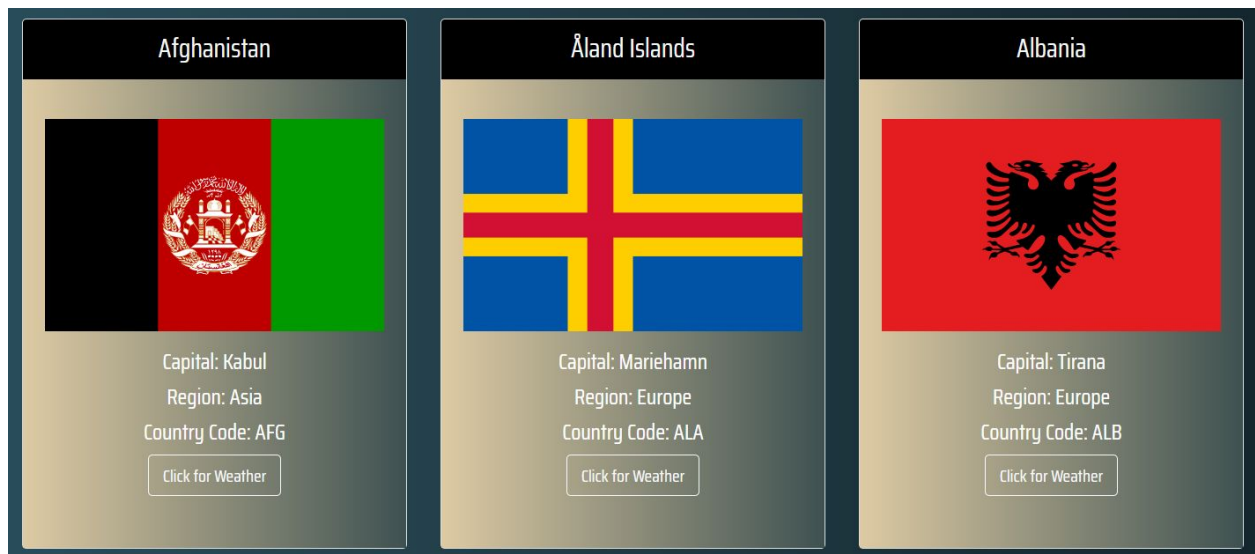 Afghanistan
Capital: Kabul
Region: Asia
Country Code: AFG
Click for Weather
Åland Islands
Capital: Mariehamn
Region: Europe
Country Code: ALA
Click for Weather
Albania
Capital: Tirana
Region: Europe
Country Code: ALB
Click for Weather